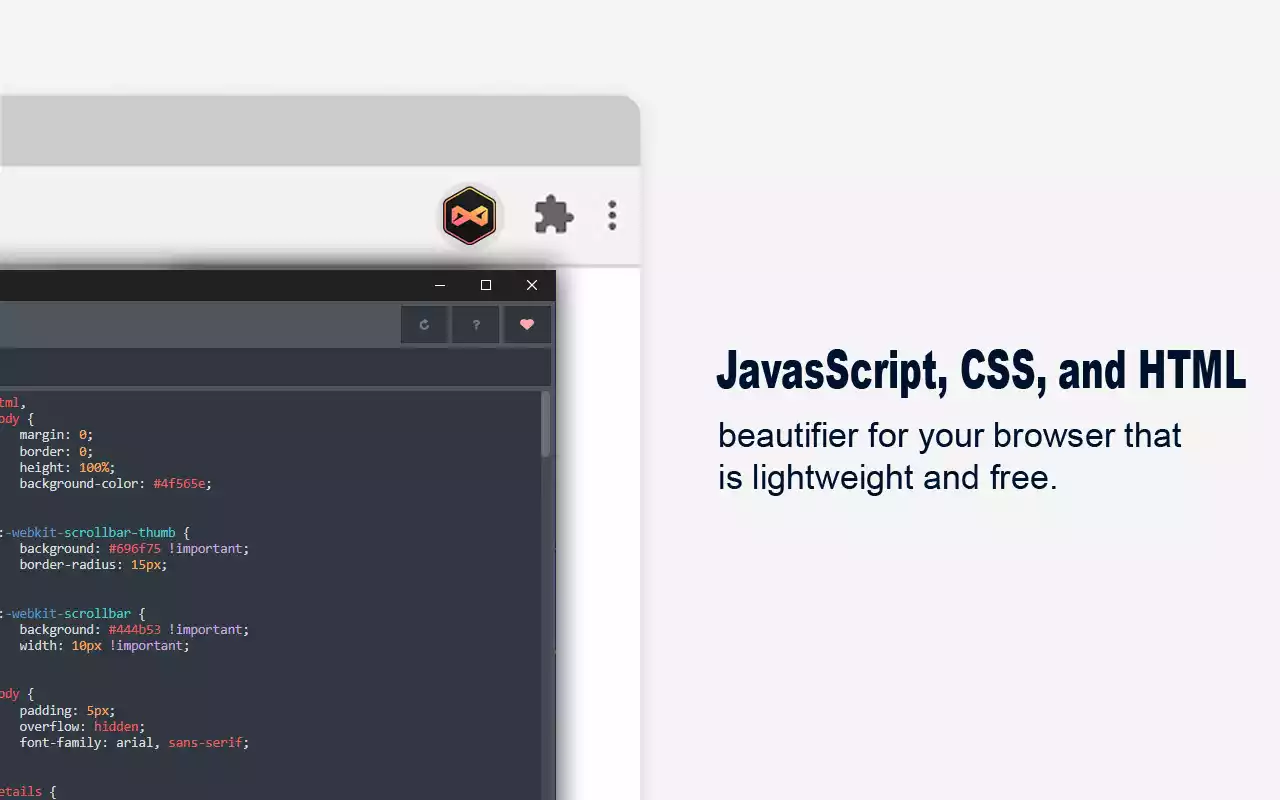 ?
tml,
ody {
margin: 0;
border: 0;
height: 100%;
background-color: #4f565e;
:-webkit-scrollbar-thumb {
background: #696f75 !important;
border-radius: 15px;
:-webkit-scrollbar {
background: #444b53 !important;
width: 10px !important;
ody {
padding: 5px;
overflow: hidden;
font-family: arial, sans-serif;
etails {
JavasScript, CSS, and HTML
beautifier for your browser that
is lightweight and free.